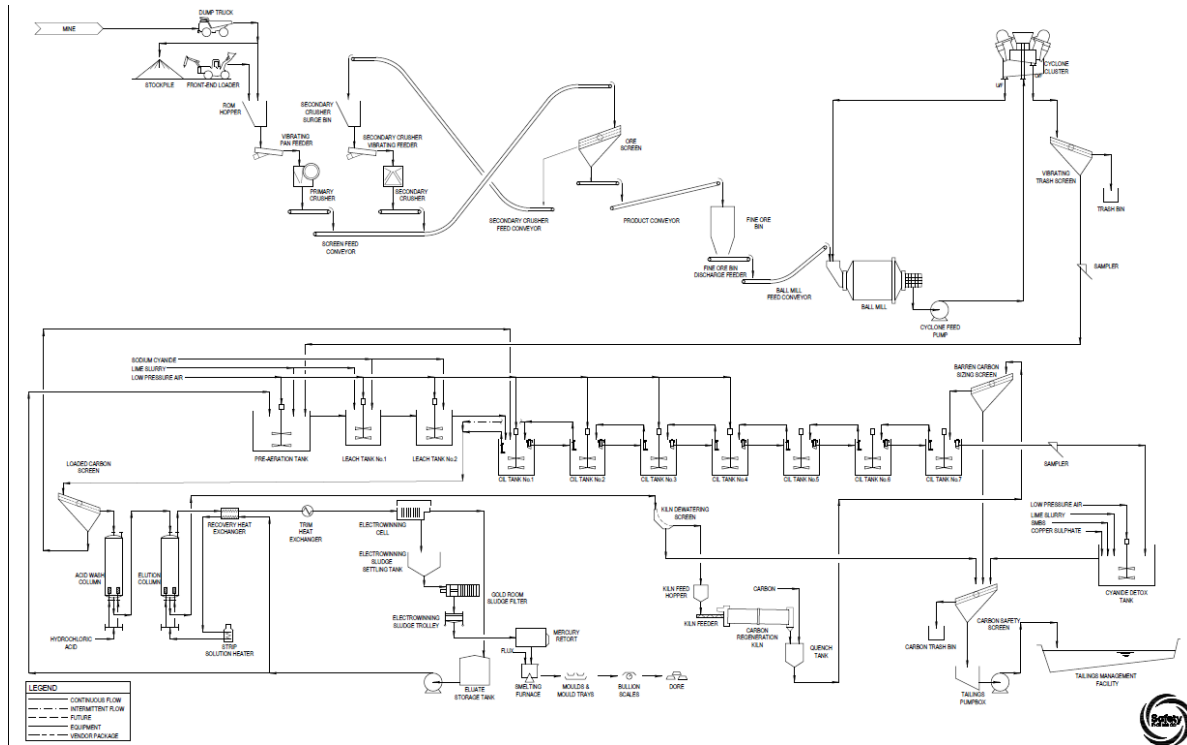 DUMP TRUCK
MINE
STOCKPILE
FRONT-END LOADER
ROM
HOPPER
SECONDARY
CRUSHER
SURGE BIN
VIBRATING
PAN FEEDER
SECONDARY CRUSHER
VIBRATING FEEDER
PRIMARY
CRUSHER
SECONDARY
CRUSHER
SCREEN FEED
CONVEYOR
SECONDARY CRUSHER
FEED CONVEYOR
ORE
SCREEN
PRODUCT CONVEYOR
FINE ORE
BIN
FINE ORE BIN
DISCHARGE FEEDER
BALL MILL
FEED CONVEYOR
BALL MILL
CYCLONE FEED
PUMP
CYCLONE
CLUSTER
U/F
O/F
VIBRATING
TRASH SCREEN
TRASH BIN
SAMPLER
SODIUM CYANIDE
LIME SLURRY
LOW PRESSURE AIR
PRE-AERATION TANK
LEACH TANK No.1
LEACH TANK No.2
CIL TANK No.1
CIL TANK No.2
CIL TANK No.3
CIL TANK No.4
CIL TANK No.5
CIL TANK No.6
CIL TANK No.7
BARREN CARBON
SIZING SCREEN
SAMPLER
LOADED CARBON
SCREEN
ACID WASH
COLUMN
ELUTION
COLUMN
HYDROCHLORIC
ACID
RECOVERY HEAT
EXCHANGER
TRIM
HEAT
EXCHANGER
STRIP
SOLUTION HEATER
ELECTROWINNING
CELL
ELECTROWINNING
SLUDGE
SETTLING TANK
GOLD ROOM
SLUDGE FILTER
ELECTROWINNING
SLUDGE TROLLEY
MERCURY
RETORT
FLUX
ELUATE
STORAGE TANK
SMELTING
FURNACE
MOULDS &
MOULD TRAYS
BULLION
SCALES
DORE
KILN DEWATERING
SCREEN
KILN FEED
HOPPER
KILN FEEDER
CARBON
CARBON
REGENERATION
KILN
QUENCH
TANK
LOW PRESSURE AIR
LIME SLURRY
SMBS
COPPER SULPHATE
CYANIDE DETOX
TANK
CARBON SAFETY
SCREEN
CARBON TRASH BIN
TAILINGS
PUMPBOX
TAILINGS MANAGEMENT
FACILITY
LEGEND
CONTINUOUS FLOW
INTERMITTENT FLOW
FUTURE
EQUIPMENT
VENDOR PACKAGE
Safety